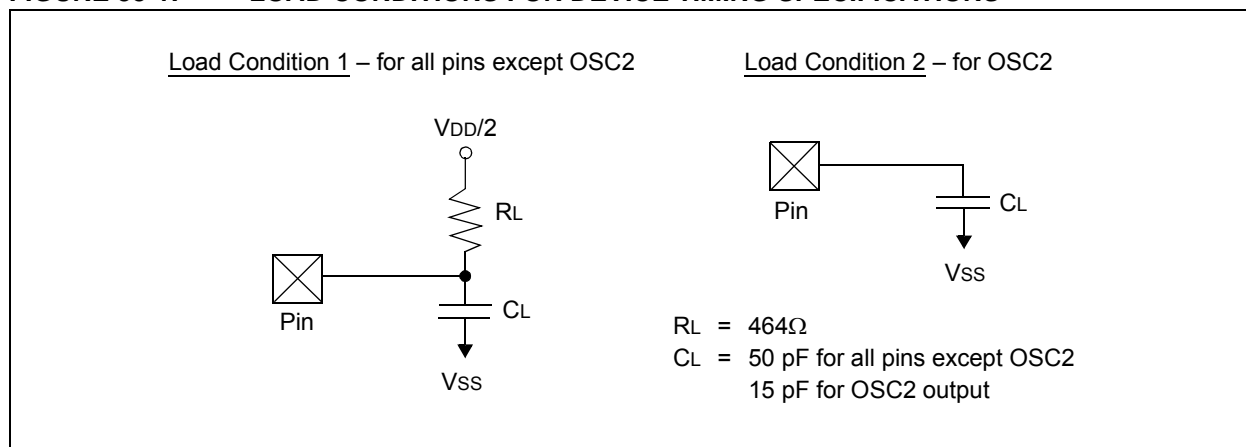 Load Condition 1 – for all pins except OSC2
Load Condition 2 – for OSC2
VDD/2
RL
Pin
CL
VSS
Pin
CL
VSS
RL = 464Ω
CL = 50 pF for all pins except OSC2
15 pF for OSC2 output